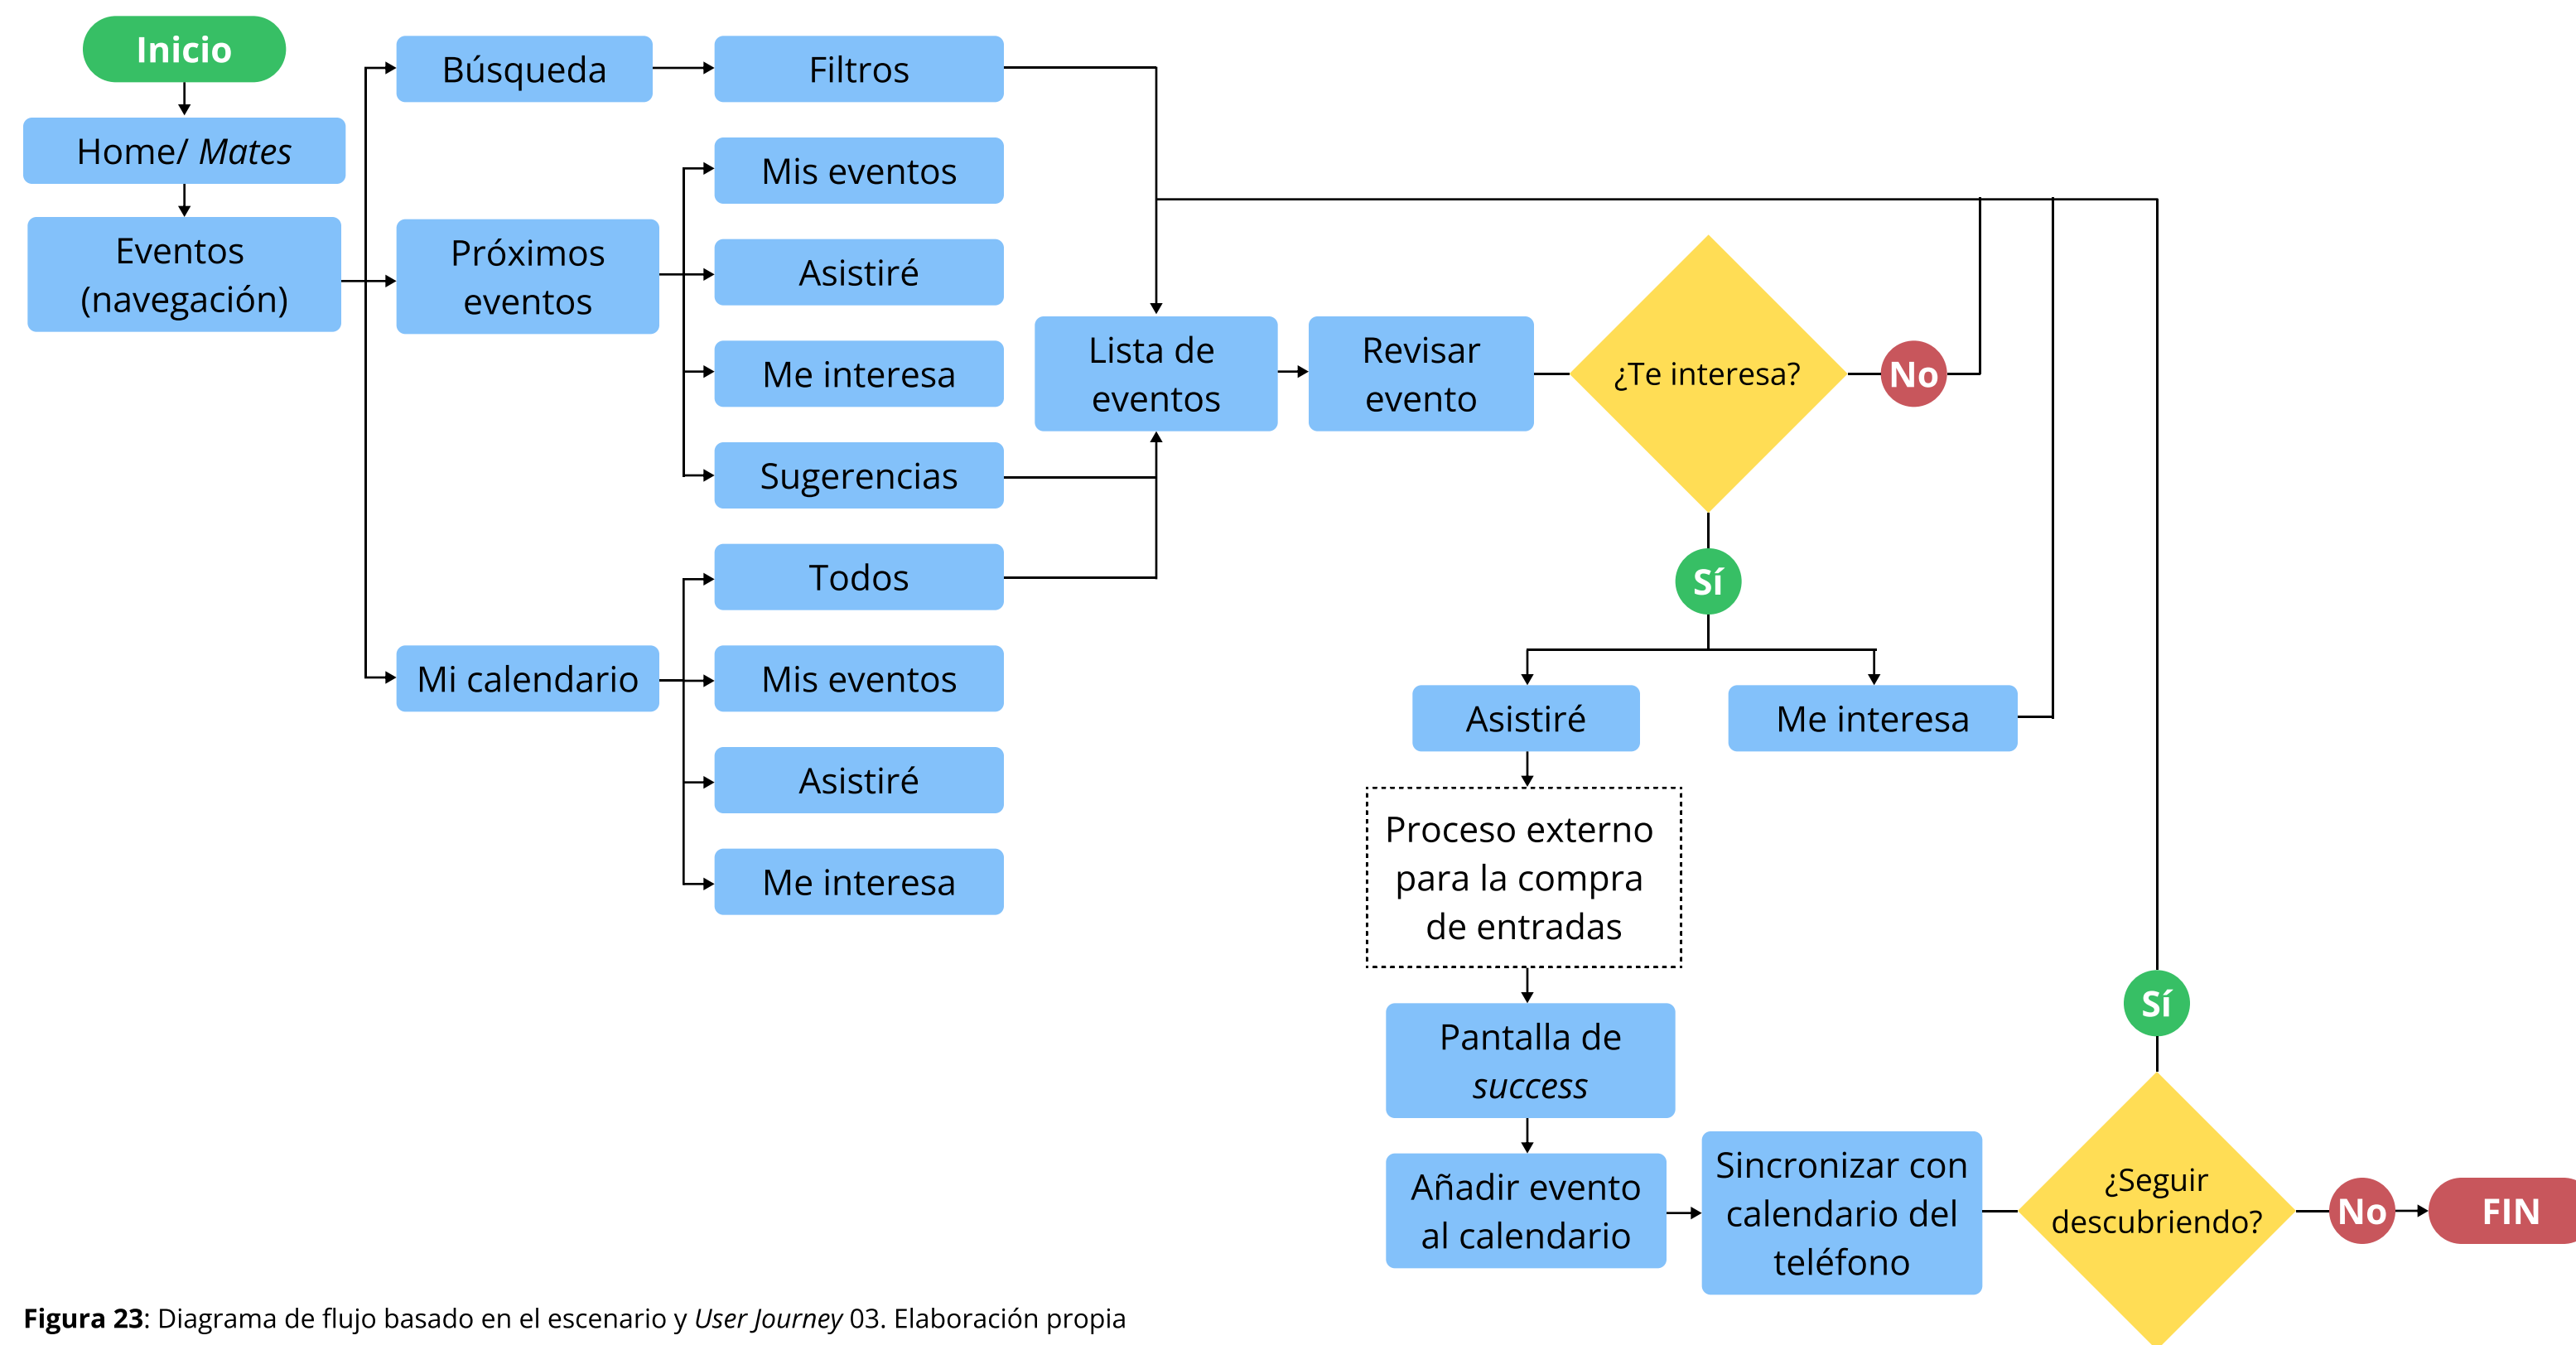 Inicio
Home/ Mates
Eventos
(navegación)
Búsqueda
Próximos
eventos
Mi calendario
Filtros
Mis eventos
Asistiré
Me interesa
Sugerencias
Todos
Mis eventos
Asistiré
Me interesa
Lista de
eventos
Revisar
evento
¿Te interesa?
No
Sí
Asistiré
Me interesa
Proceso externo
para la compra
de entradas
Pantalla de
success
Añadir evento
al calendario
Sincronizar con
calendario del
teléfono
¿Seguir
descubriendo?
Sí
No
FIN
Figura 23: Diagrama de flujo basado en el escenario y User Journey 03. Elaboración propia